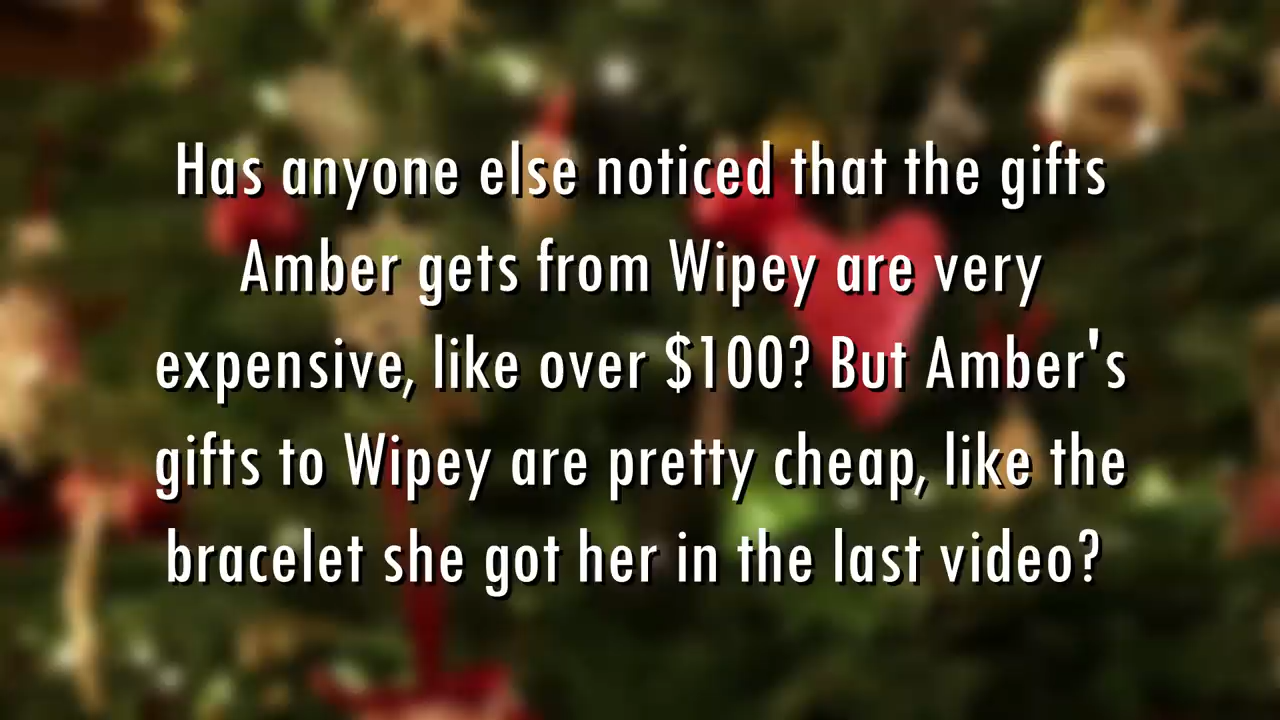 Has anyone else noticed that the gifts
Amber gets from Wipey are very
expensive, like over $100? But Amber's
gifts to Wipey are pretty cheap, like the
bracelet she got her in the last video?